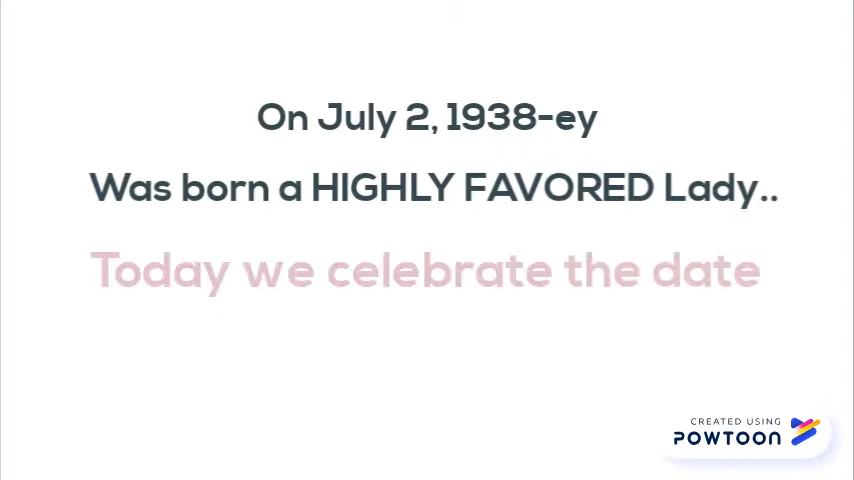 On July 2, 1938-ey
Was born a HIGHLY FAVORED Lady..
Today we celebrate the date
CREATED USING
POWTOON